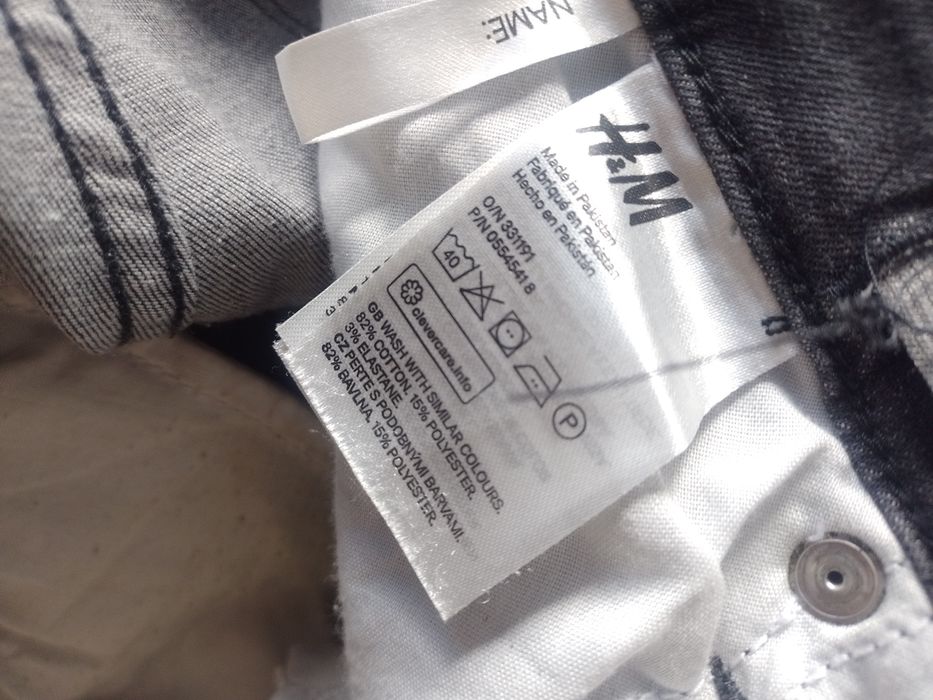 NAME:
H&M
Made in Pakistan
Fabriqué en Pakistan
Hecho en Pakistán
O/N 331191
P/N 0554541 8
40
P
clevercare.info
GB WASH WITH SIMILAR COLOURS.
82% COTTON. 15% POLYESTER.
3% ELASTANE
CZ PERTE S PODOBNÝMI BARVAMI.
82% BAVLNA. 15% POLYESTER.